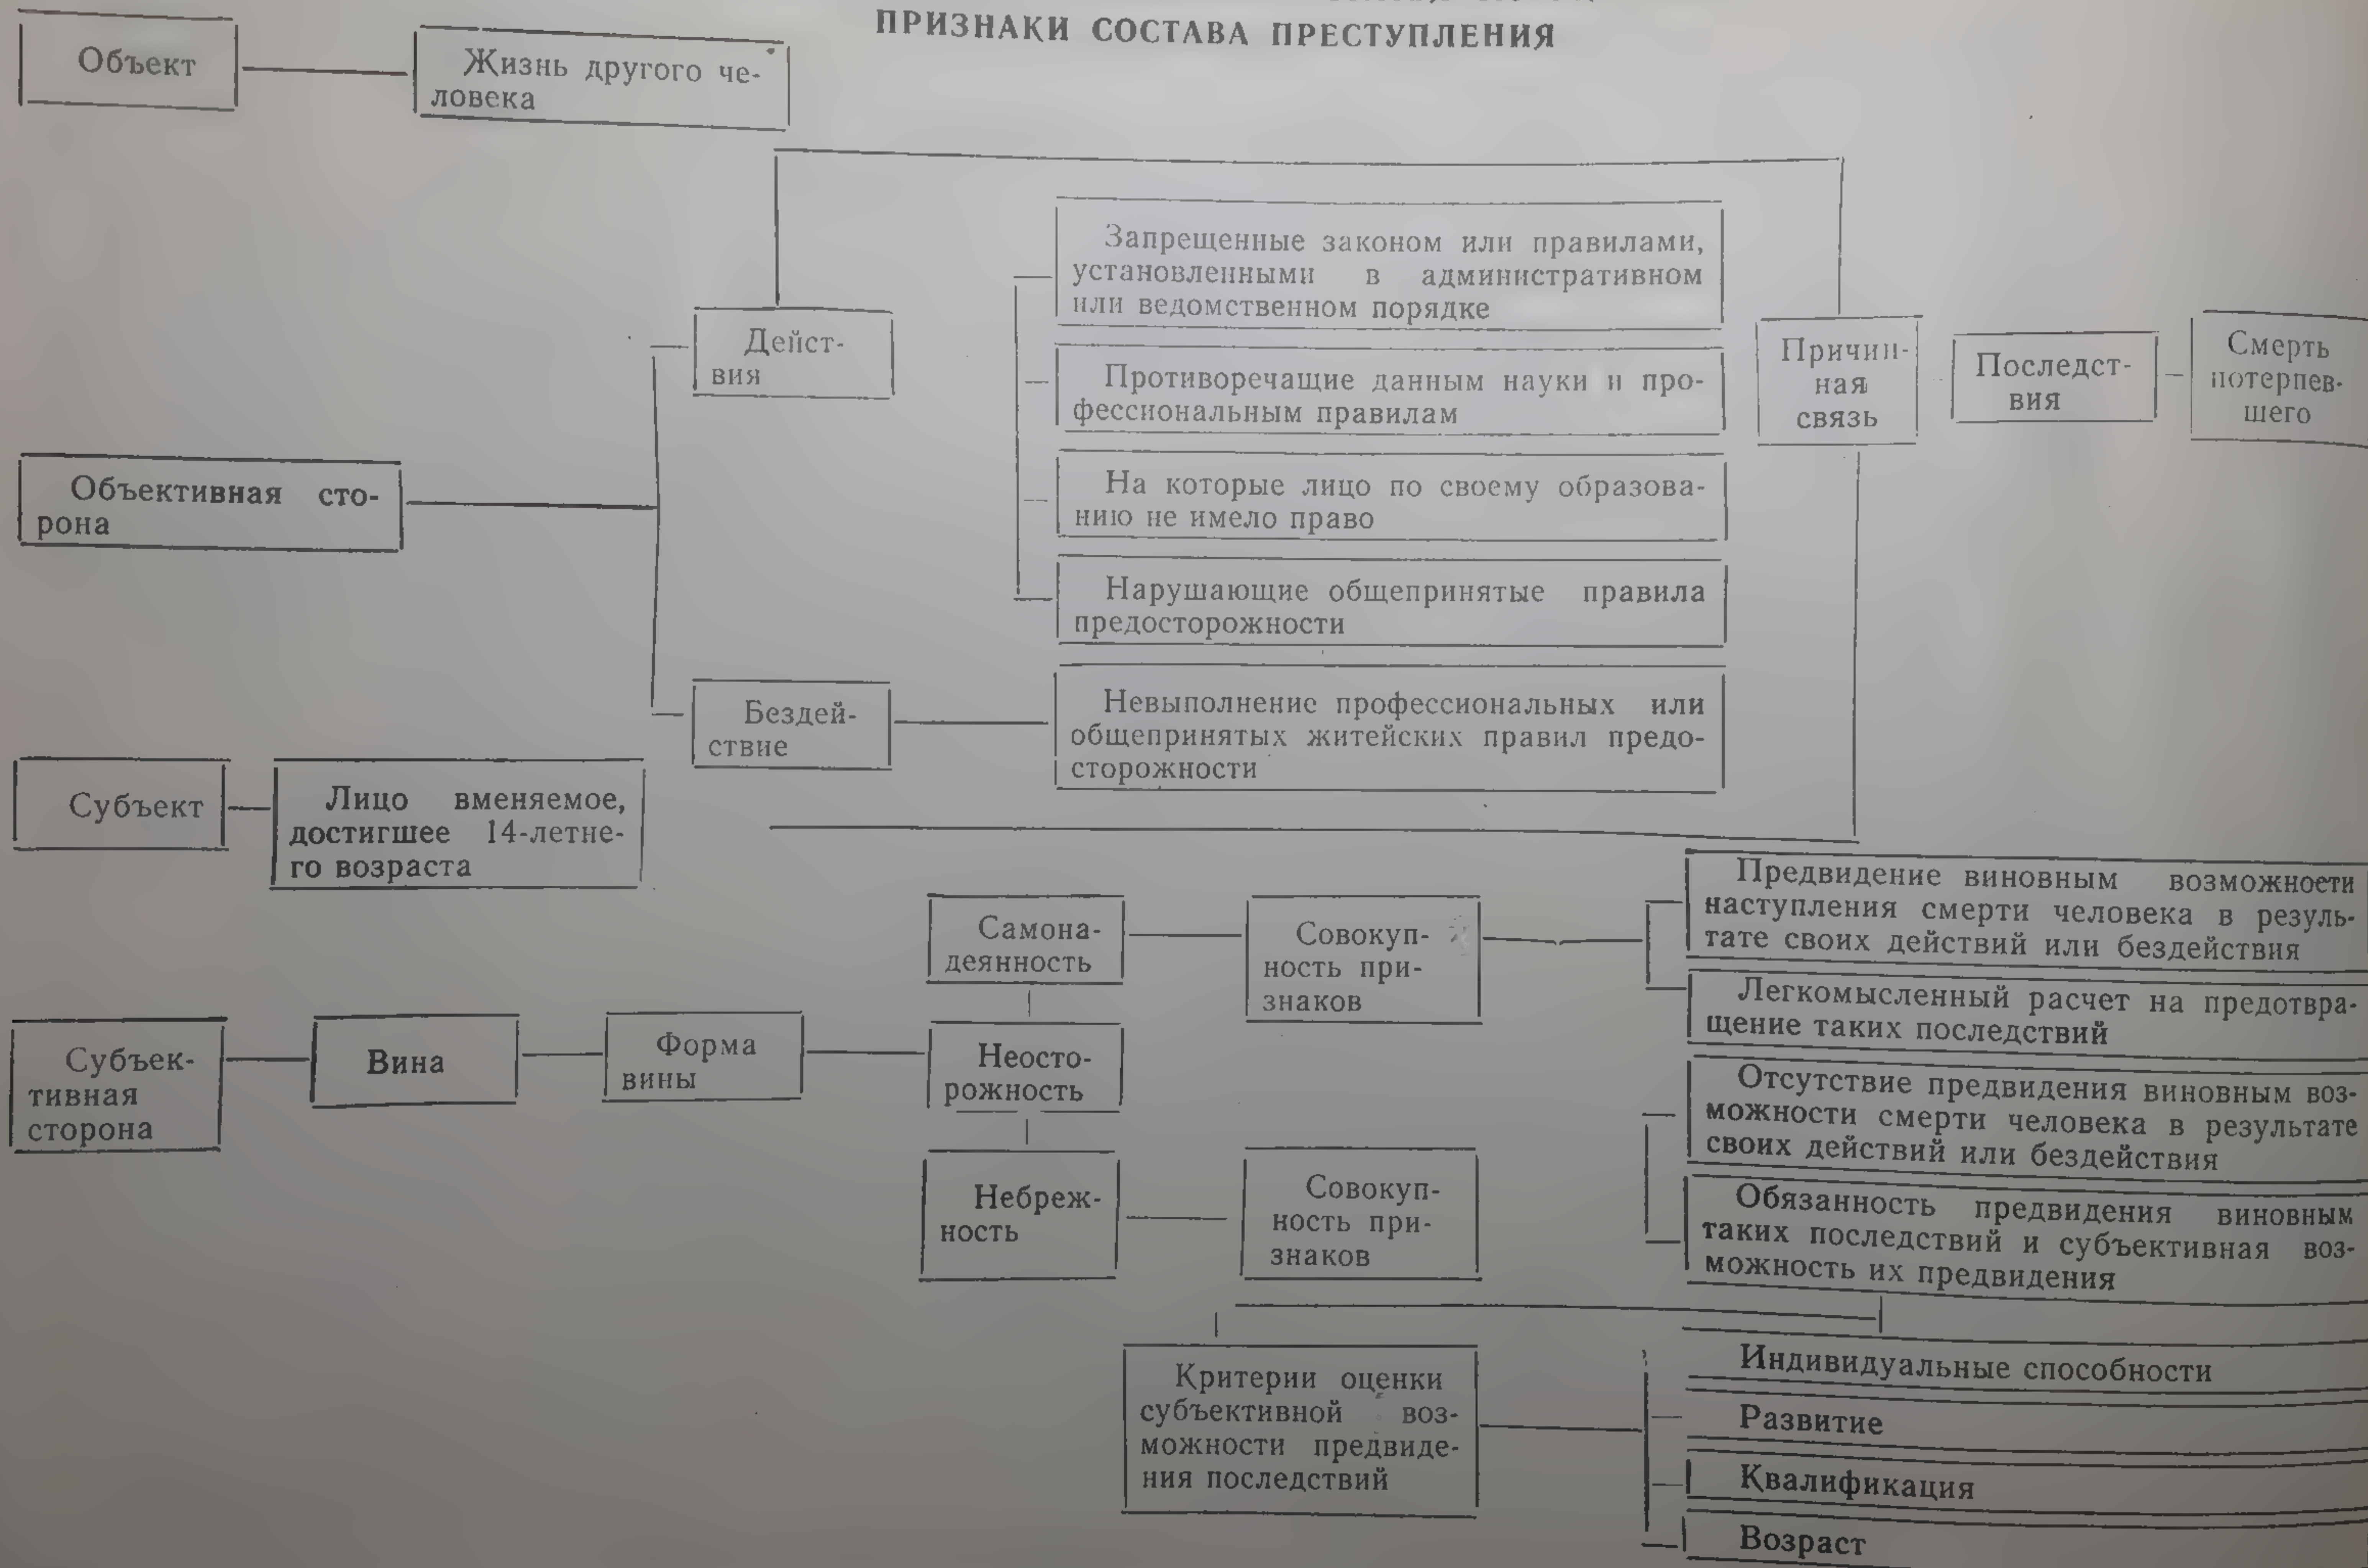 ПРИЗНАКИ СОСТАВА ПРЕСТУПЛЕНИЯ
Объект
Жизнь другого че-
ловека
Объективная сто-
рона
Дейст-
вия
Запрещенные законом или правилами,
установленными в административном
или ведомственном порядке
Противоречащие данным науки и про-
фессиональным правилам
На которые лицо по своему образова-
нию не имело право
Нарушающие общепринятые правила
предосторожности
Бездей-
ствие
Невыполнение профессиональных или
общепринятых житейских правил предо-
сторожности
Причин-
ная
связь
Последст-
вия
Смерть
потерпев-
шего
Субъект
Лицо вменяемое,
достигшее 14-летне-
го возраста
Субъек-
тивная
сторона
Вина
Форма
вины
Самона-
деянность
Неосто-
рожность
Небреж-
ность
Совокуп-
ность при-
знаков
Предвидение виновным возможности
наступления смерти человека в резуль-
тате своих действий или бездействия
Легкомысленный расчет на предотвра-
щение таких последствий
Совокуп-
ность при-
знаков
Отсутствие предвидения виновным воз-
можности смерти человека в результате
своих действий или бездействия
Обязанность предвидения виновным
таких последствий и субъективная воз-
можность их предвидения
Критерии оценки
субъективной воз-
можности предвиде-
ния последствий
Индивидуальные способности
Развитие
Квалификация
Возраст